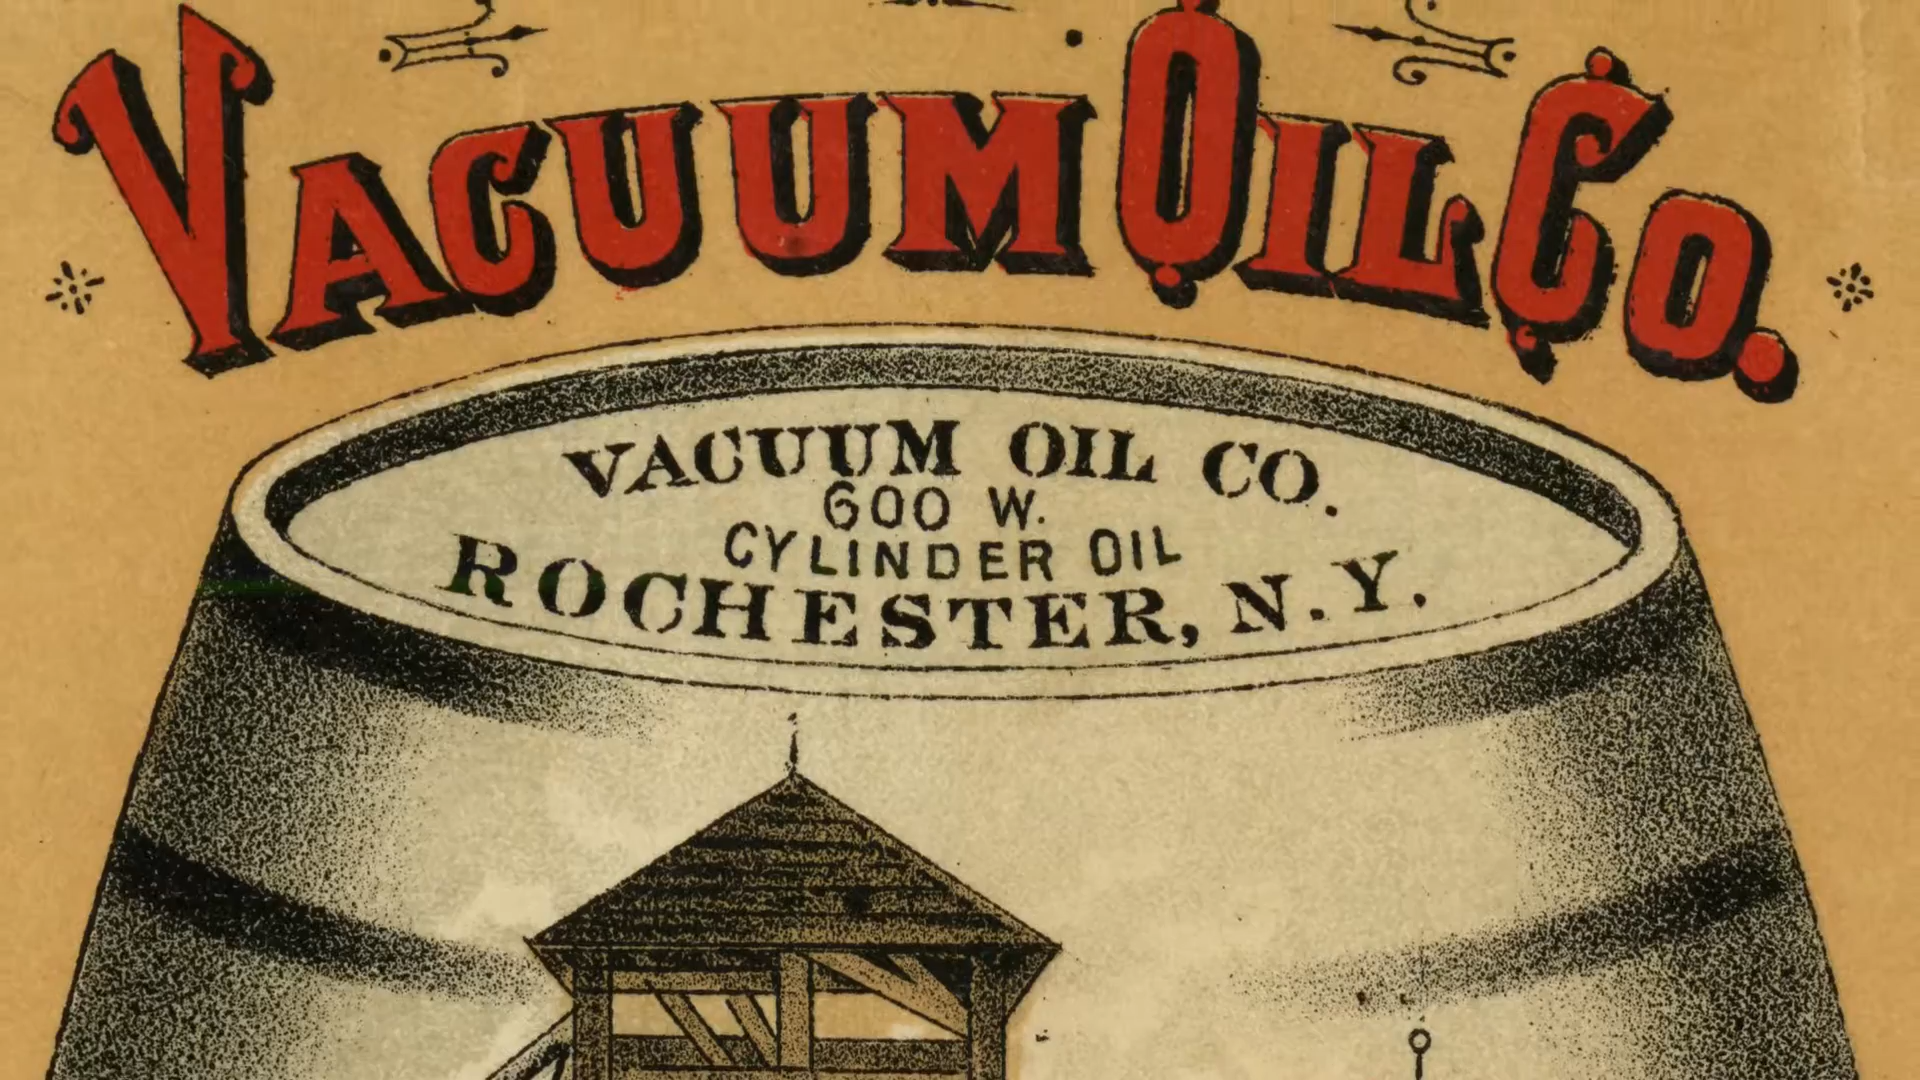 VACUUM OIL CO.
VACUUM OIL CO.
600 W.
CYLINDER OIL
ROCHESTER, N.Y.